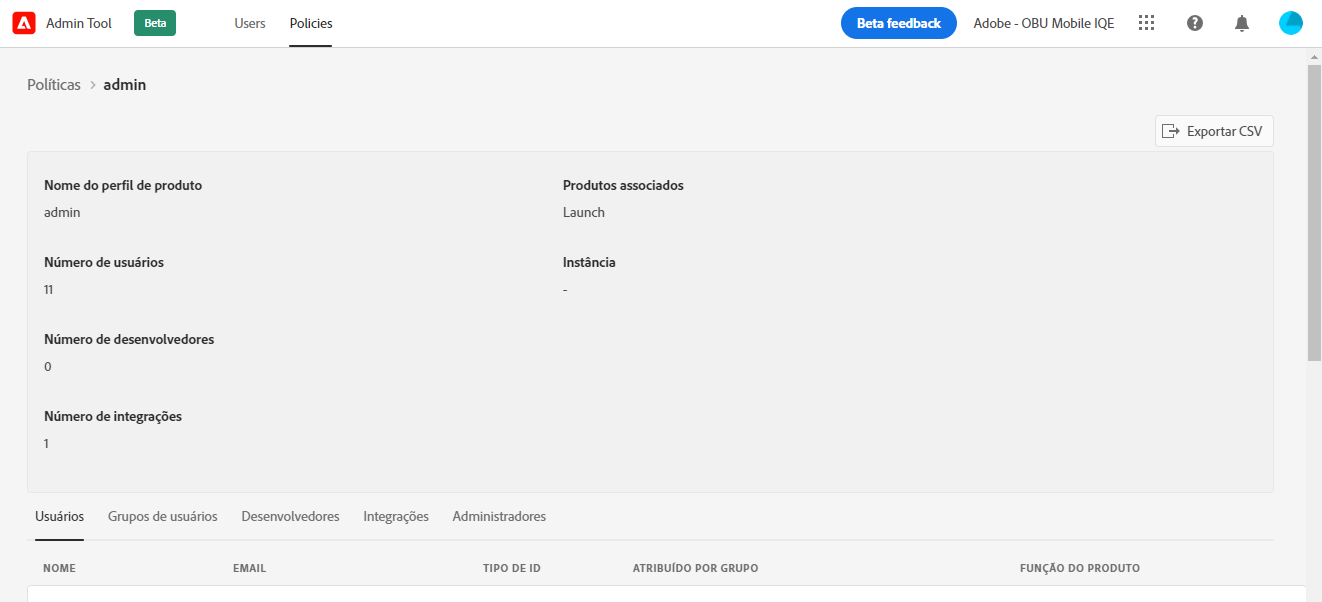 Admin Tool Beta Users Policies Beta feedback Adobe - OBU Mobile IQE
Políticas > admin
Exportar CSV
Nome do perfil de produto Produtos associados
admin Launch
Número de usuários Instância
11 -
Número de desenvolvedores
0
Número de integrações
1
Usuários Grupos de usuários Desenvolvedores Integrações Administradores
NOME EMAIL TIPO DE ID ATRIBUÍDO POR GRUPO FUNÇÃO DO PRODUTO